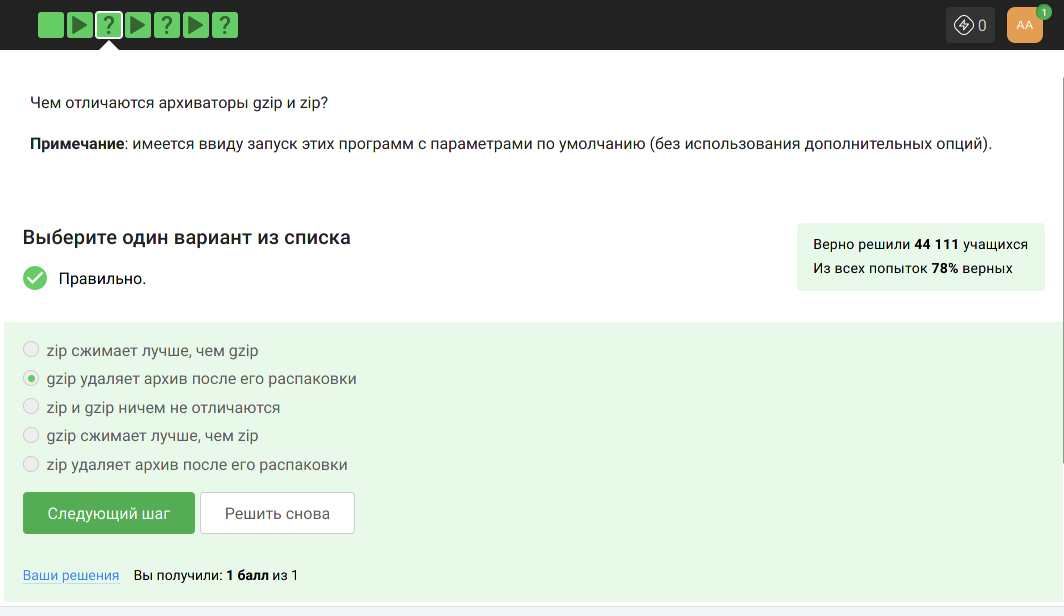 ? ? ?
0
AA
1
Чем отличаются архиваторы gzip и zip?
Примечание: имеется ввиду запуск этих программ с параметрами по умолчанию (без использования дополнительных опций).
Выберите один вариант из списка
Правильно.
Верно решили 44 111 учащихся
Из всех попыток 78% верных
zip сжимает лучше, чем gzip
gzip удаляет архив после его распаковки
zip и gzip ничем не отличаются
gzip сжимает лучше, чем zip
zip удаляет архив после его распаковки
Следующий шаг
Решить снова
Ваши решения Вы получили: 1 балл из 1